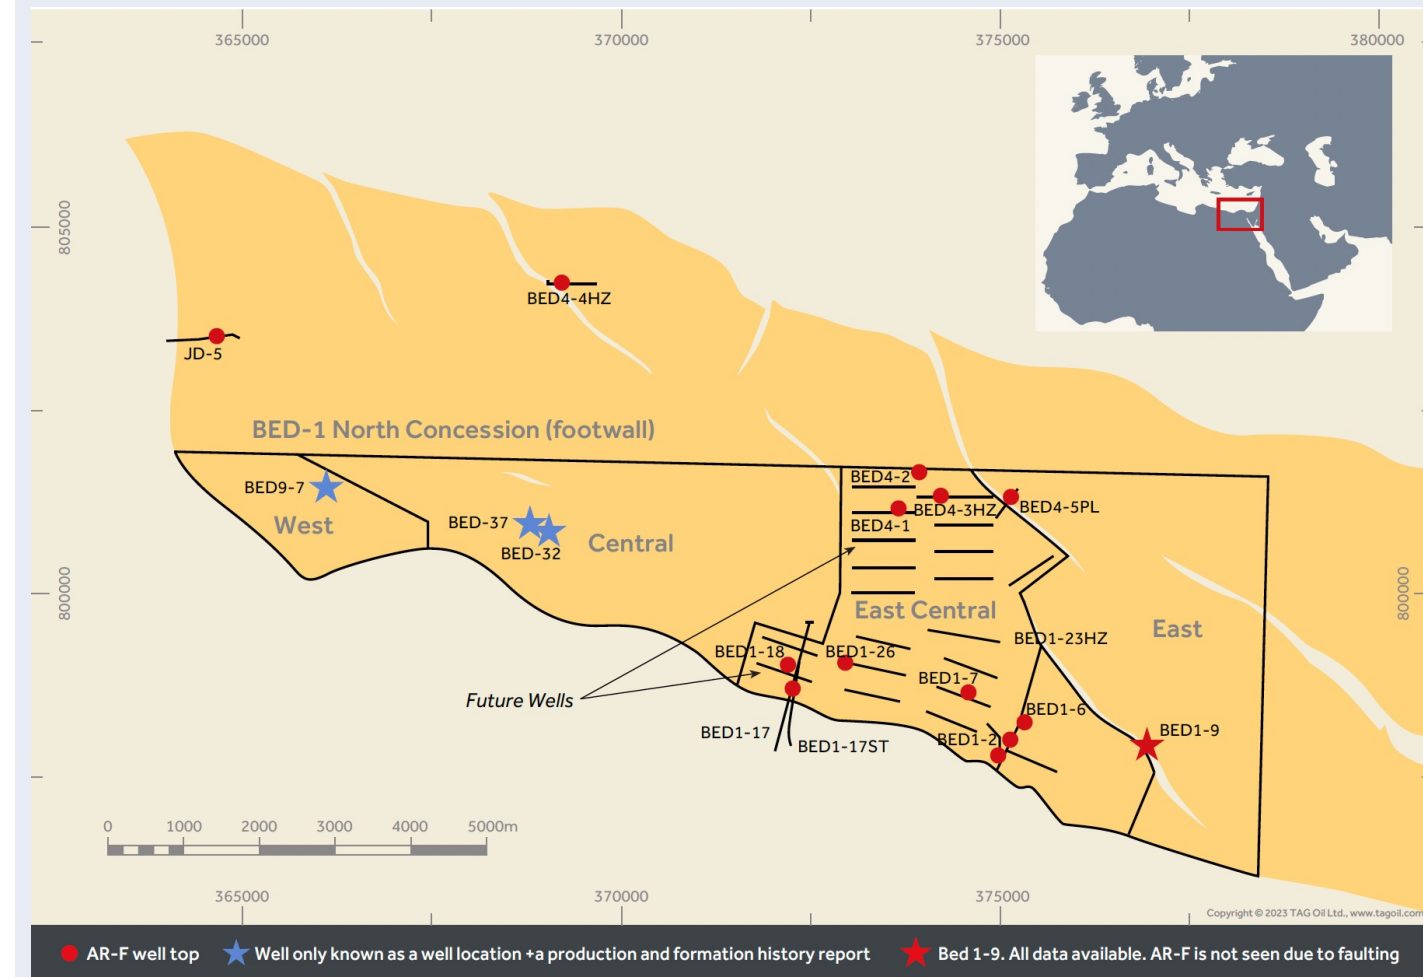 365000
370000
375000
380000
805000
BED4-4HZ
JD-5
BED-1 North Concession (footwall)
BED9-7
West
BED-37
BED-32
Central
BED4-2
BED4-3HZ
BED4-5PL
BED4-1
800000
800000
East Central
East
BED1-23HZ
BED1-18
BED1-26
BED1-7
Future Wells
BED1-6
BED1-17
BED1-17ST
BED1-2
BED1-9
0
1000
2000
3000
4000
5000m
365000
370000
375000
Copyright © 2023 TAG Oil Ltd., www.tagoil.com
AR-F well top
Well only known as a well location +a production and formation history report
Bed 1-9. All data available. AR-F is not seen due to faulting